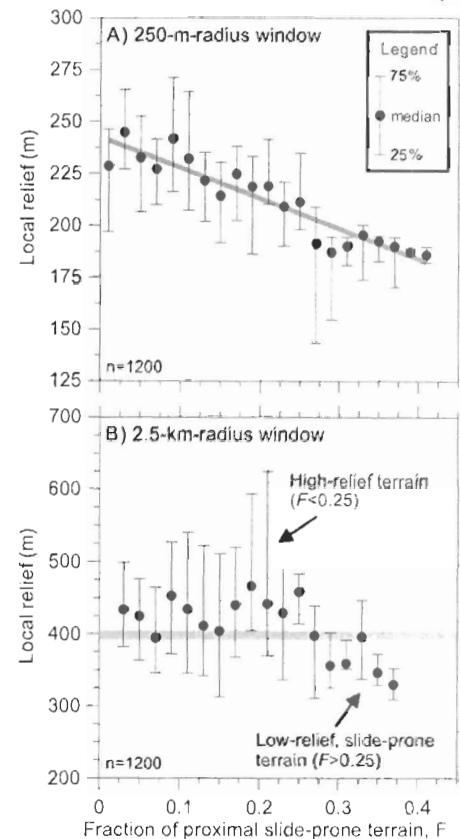 A) 250-m-radius window
Legend
75%
median
25%
300
275
250
225
200
175
150
125
Local relief (m)
n=1200
B) 2.5-km-radius window
High-relief terrain
(F<0.25)
700
600
500
400
300
200
Local relief (m)
Low-relief, slide-prone
terrain (F>0.25)
n=1200
0 0.1 0.2 0.3 0.4
Fraction of proximal slide-prone terrain, F